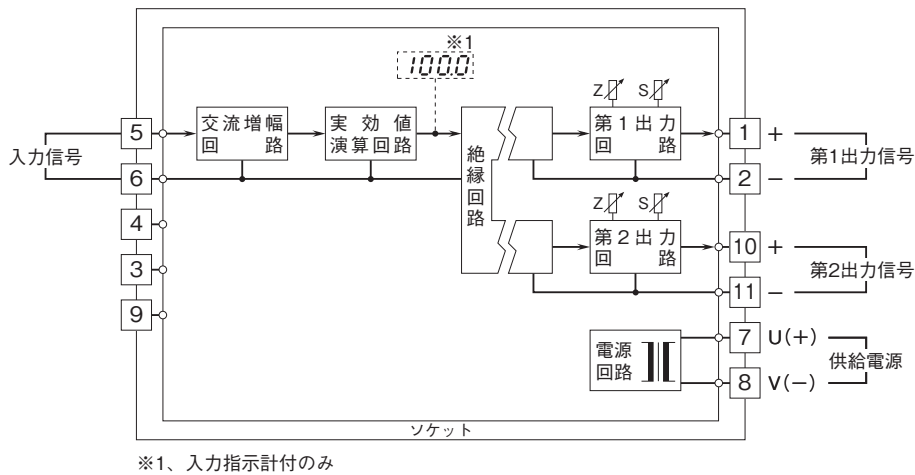 ※1
100.0
Z S
5
交流増幅
回路
実効値
演算回路
絶縁回路
第1出力
回路
1 +
入力信号
第1出力信号
6
2 −
4
Z S
第2出力
回路
10 +
3
第2出力信号
11 −
9
電源
回路
7 U(+)
供給電源
8 V(−)
ソケット
※1、入力指示計付のみ